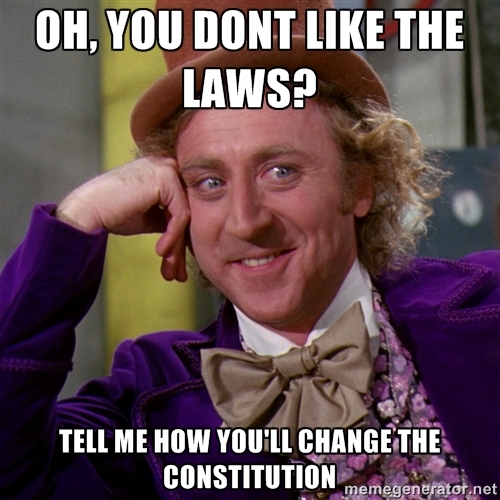 OH, YOU DONT LIKE THE
LAWS?
TELL ME HOW YOU'LL CHANGE THE
CONSTITUTION
memegenerator.net